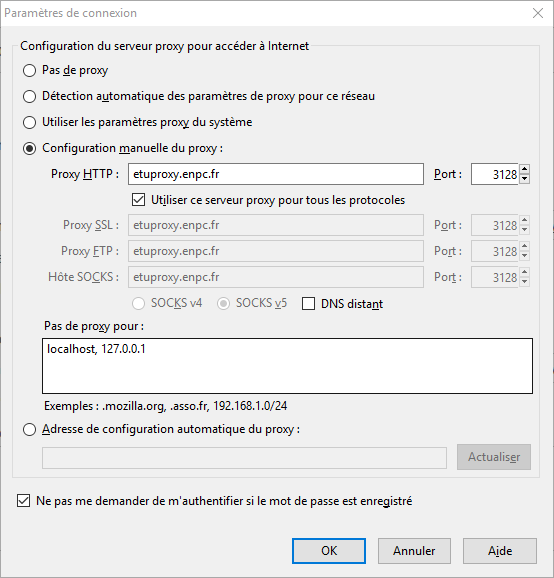 Paramètres de connexion
Configuration du serveur proxy pour accéder à Internet
Pas de proxy
Détection automatique des paramètres de proxy pour ce réseau
Utiliser les paramètres proxy du système
Configuration manuelle du proxy :
Proxy HTTP : etuproxy.enpc.fr Port : 3128
Utiliser ce serveur proxy pour tous les protocoles
Proxy SSL : etuproxy.enpc.fr Port : 3128
Proxy FTP : etuproxy.enpc.fr Port : 3128
Hôte SOCKS : etuproxy.enpc.fr Port : 3128
SOCKS v4 SOCKS v5 DNS distant
Pas de proxy pour :
localhost, 127.0.0.1
Exemples : .mozilla.org, .asso.fr, 192.168.1.0/24
Adresse de configuration automatique du proxy :
Actualiser
Ne pas me demander de m'authentifier si le mot de passe est enregistré
OK Annuler Aide